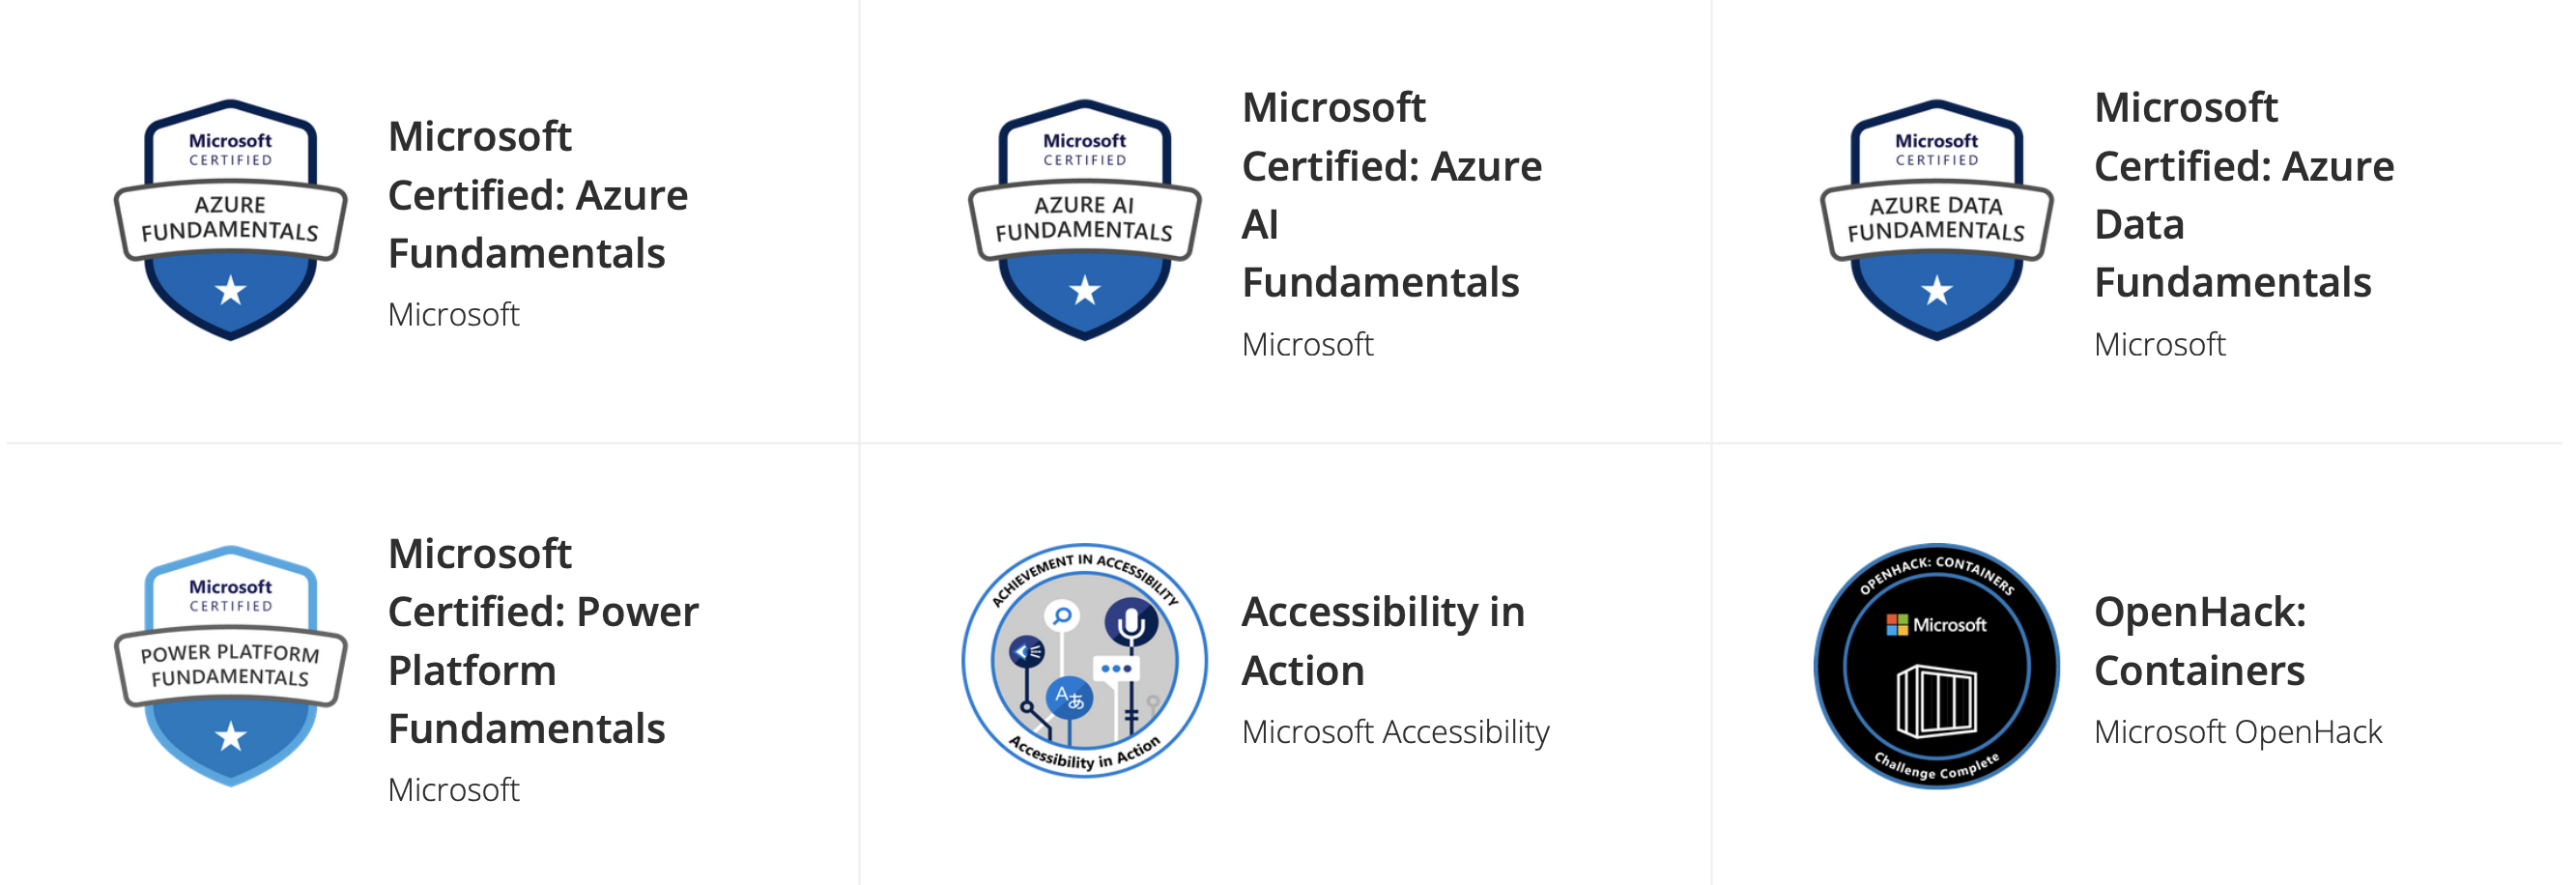 Microsoft
CERTIFIED
AZURE
FUNDAMENTALS
Microsoft
Certified: Azure
Fundamentals
Microsoft
Microsoft
CERTIFIED
AZURE AI
FUNDAMENTALS
Microsoft
Certified: Azure
AI
Fundamentals
Microsoft
Microsoft
CERTIFIED
AZURE DATA
FUNDAMENTALS
Microsoft
Certified: Azure
Data
Fundamentals
Microsoft
Microsoft
CERTIFIED
POWER PLATFORM
FUNDAMENTALS
Microsoft
Certified: Power
Platform
Fundamentals
Microsoft
ACHIEVEMENT IN ACCESSIBILITY
Aあ
Accessibility in Action
Accessibility in
Action
Microsoft Accessibility
OPENHACK: CONTAINERS
Microsoft
Challenge Complete
OpenHack:
Containers
Microsoft OpenHack